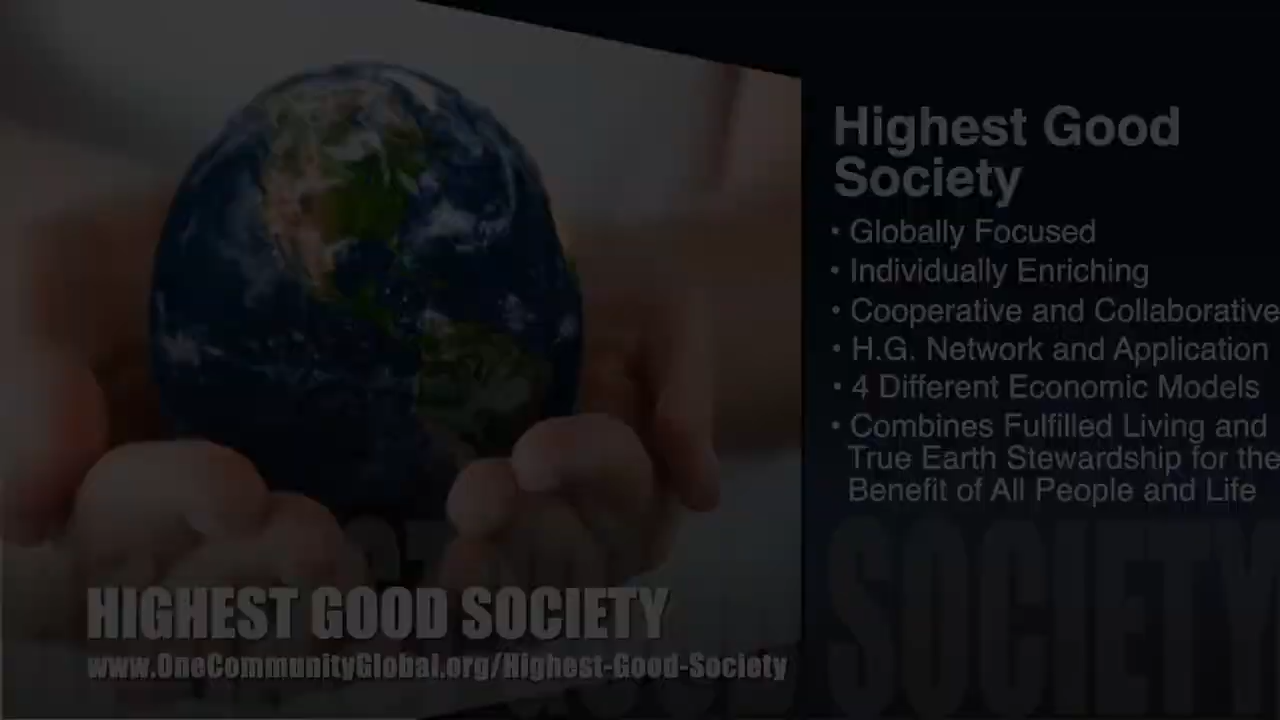 Highest Good
Society
• Globally Focused
• Individually Enriching
• Cooperative and Collaborative
• H.G. Network and Application
• 4 Different Economic Models
• Combines Fulfilled Living and
True Earth Stewardship for the
Benefit of All People and Life
HIGHEST GOOD SOCIETY
www.OneCommunityGlobal.org/Highest-Good-Society
SOCIETY